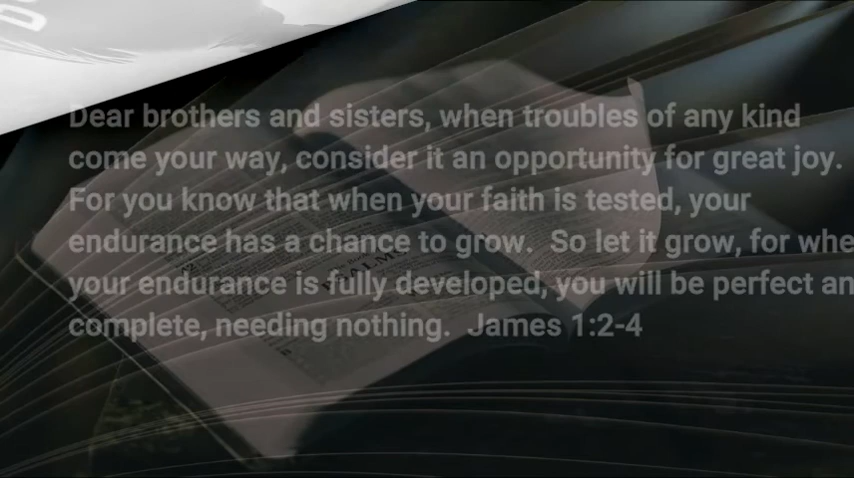 Dear brothers and sisters, when troubles of any kind
come your way, consider it an opportunity for great joy.
For you know that when your faith is tested, your
endurance has a chance to grow.  So let it grow, for whe
your endurance is fully developed, you will be perfect an
complete, needing nothing.  James 1:2-4
PSALMS